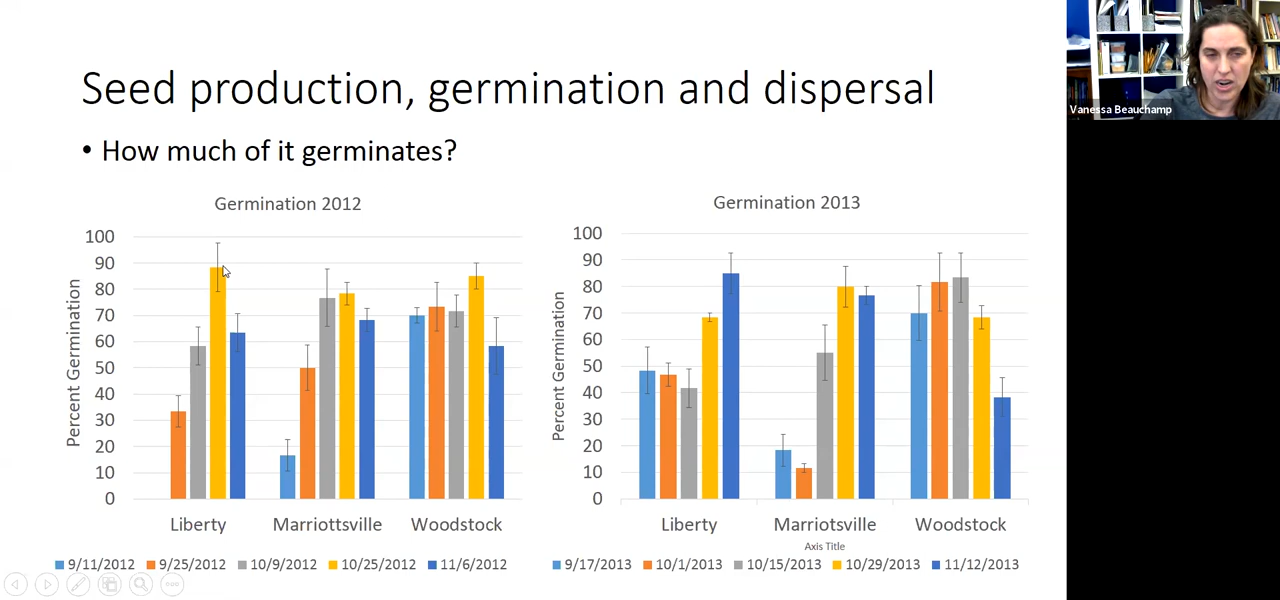 Seed production, germination and dispersal
Vanessa Beauchamp
• How much of it germinates?
Germination 2012
Percent Germination
100
90
80
70
60
50
40
30
20
10
0
Liberty Marriottsville Woodstock
9/11/2012 9/25/2012 10/9/2012 10/25/2012 11/6/2012
Germination 2013
Percent Germination
100
90
80
70
60
50
40
30
20
10
0
Liberty Marriotsville Woodstock
Axis Title
9/17/2013 10/1/2013 10/15/2013 10/29/2013 11/12/2013